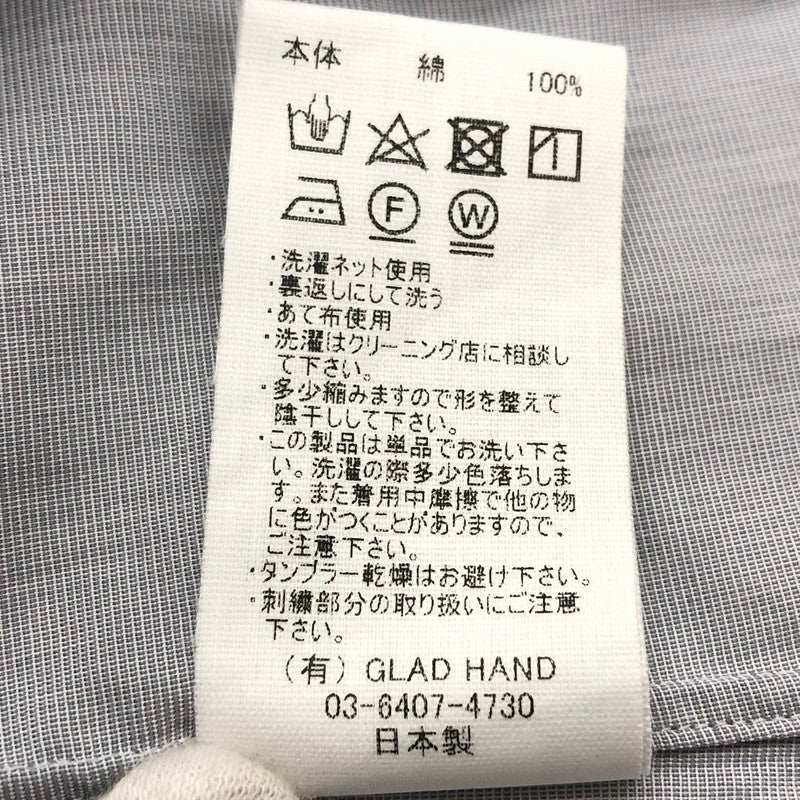 本体 綿 100%
F W
・洗濯ネット使用
・裏返しにして洗う
・あて布使用
・洗濯はクリーニング店に相談し
て下さい。
・多少縮みますので形を整えて
陰干しして下さい。
・この製品は単品でお洗い下さ
い。洗濯の際多少色落ちしま
す。また着用中摩擦で他の物
に色がつくことがありますので、
ご注意下さい。
・タンブラー乾燥はお避け下さい。
・刺繍部分の取り扱いにご注意
下さい。
（有）GLAD HAND
03-6407-4730
日本製